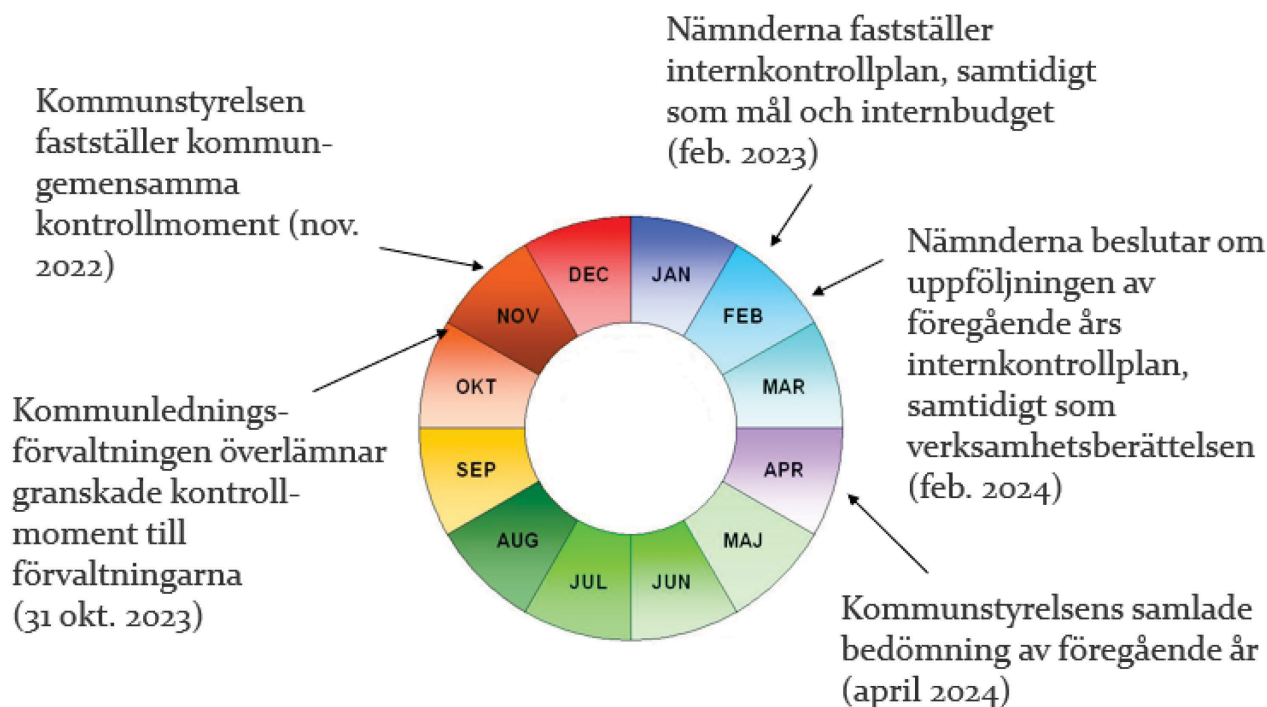 Nämnderna fastställer
internkontrollplan, samtidigt
som mål och internbudget
(feb. 2023)
Kommunstyrelsen
fastställer kommun-
gemensamma
kontrollmoment (nov.
2022)
Nämnderna beslutar om
uppföljningen av
föregående års
internkontrollplan,
samtidigt som
verksamhetsberättelsen
(feb. 2024)
Kommunlednings-
förvaltningen överlämnar
granskade kontroll-
moment till
förvaltningarna
(31 okt. 2023)
Kommunstyrelsens samlade
bedömning av föregående år
(april 2024)
JAN
FEB
MAR
APR
MAJ
JUN
JUL
AUG
SEP
OKT
NOV
DEC